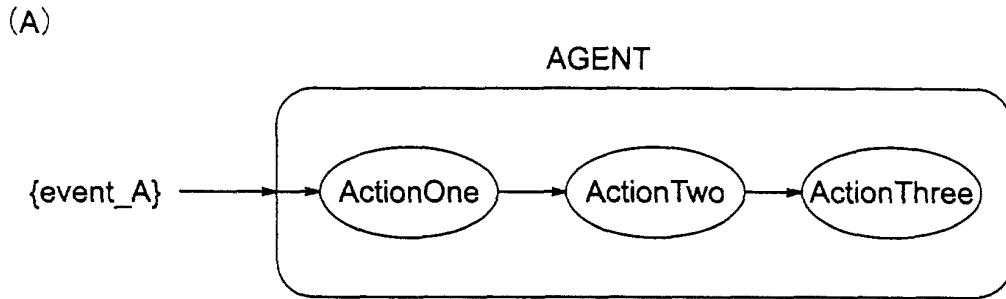 (A)
AGENT
{event_A}
ActionOne
ActionTwo
ActionThree